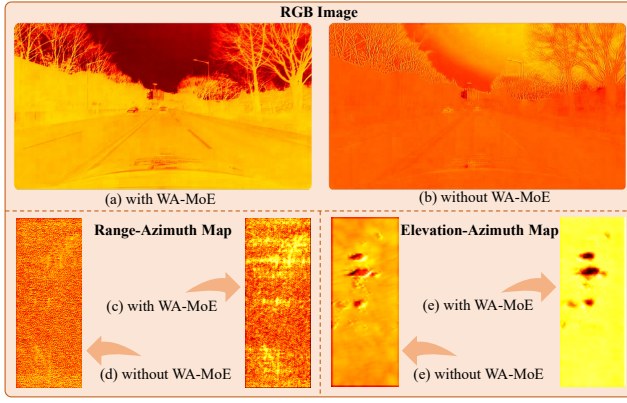 RGB Image
(a) with WA-MoE
(b) without WA-MoE
Range-Azimuth Map
(c) with WA-MoE
(d) without WA-MoE
Elevation-Azimuth Map
(e) with WA-MoE
(e) without WA-MoE